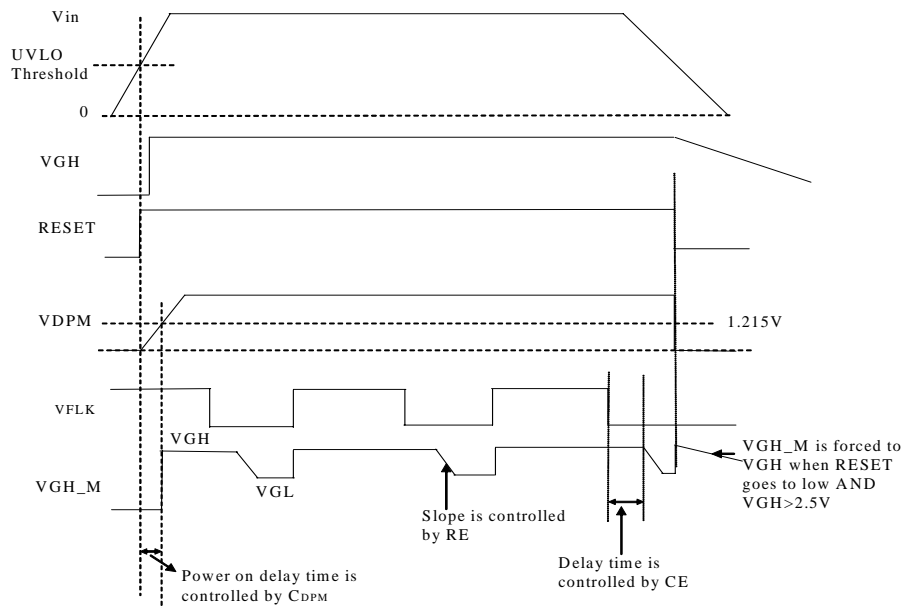 Vin
UVLO
Threshold
0
VGH
RESET
VDPM
1.215V
VFLK
VGH
VGH_M
VGL
VGH_M is forced to
VGH when RESET
goes to low AND
VGH>2.5V
Slope is controlled
by RE
Delay time is
controlled by CE
Power on delay time is
controlled by CDPM